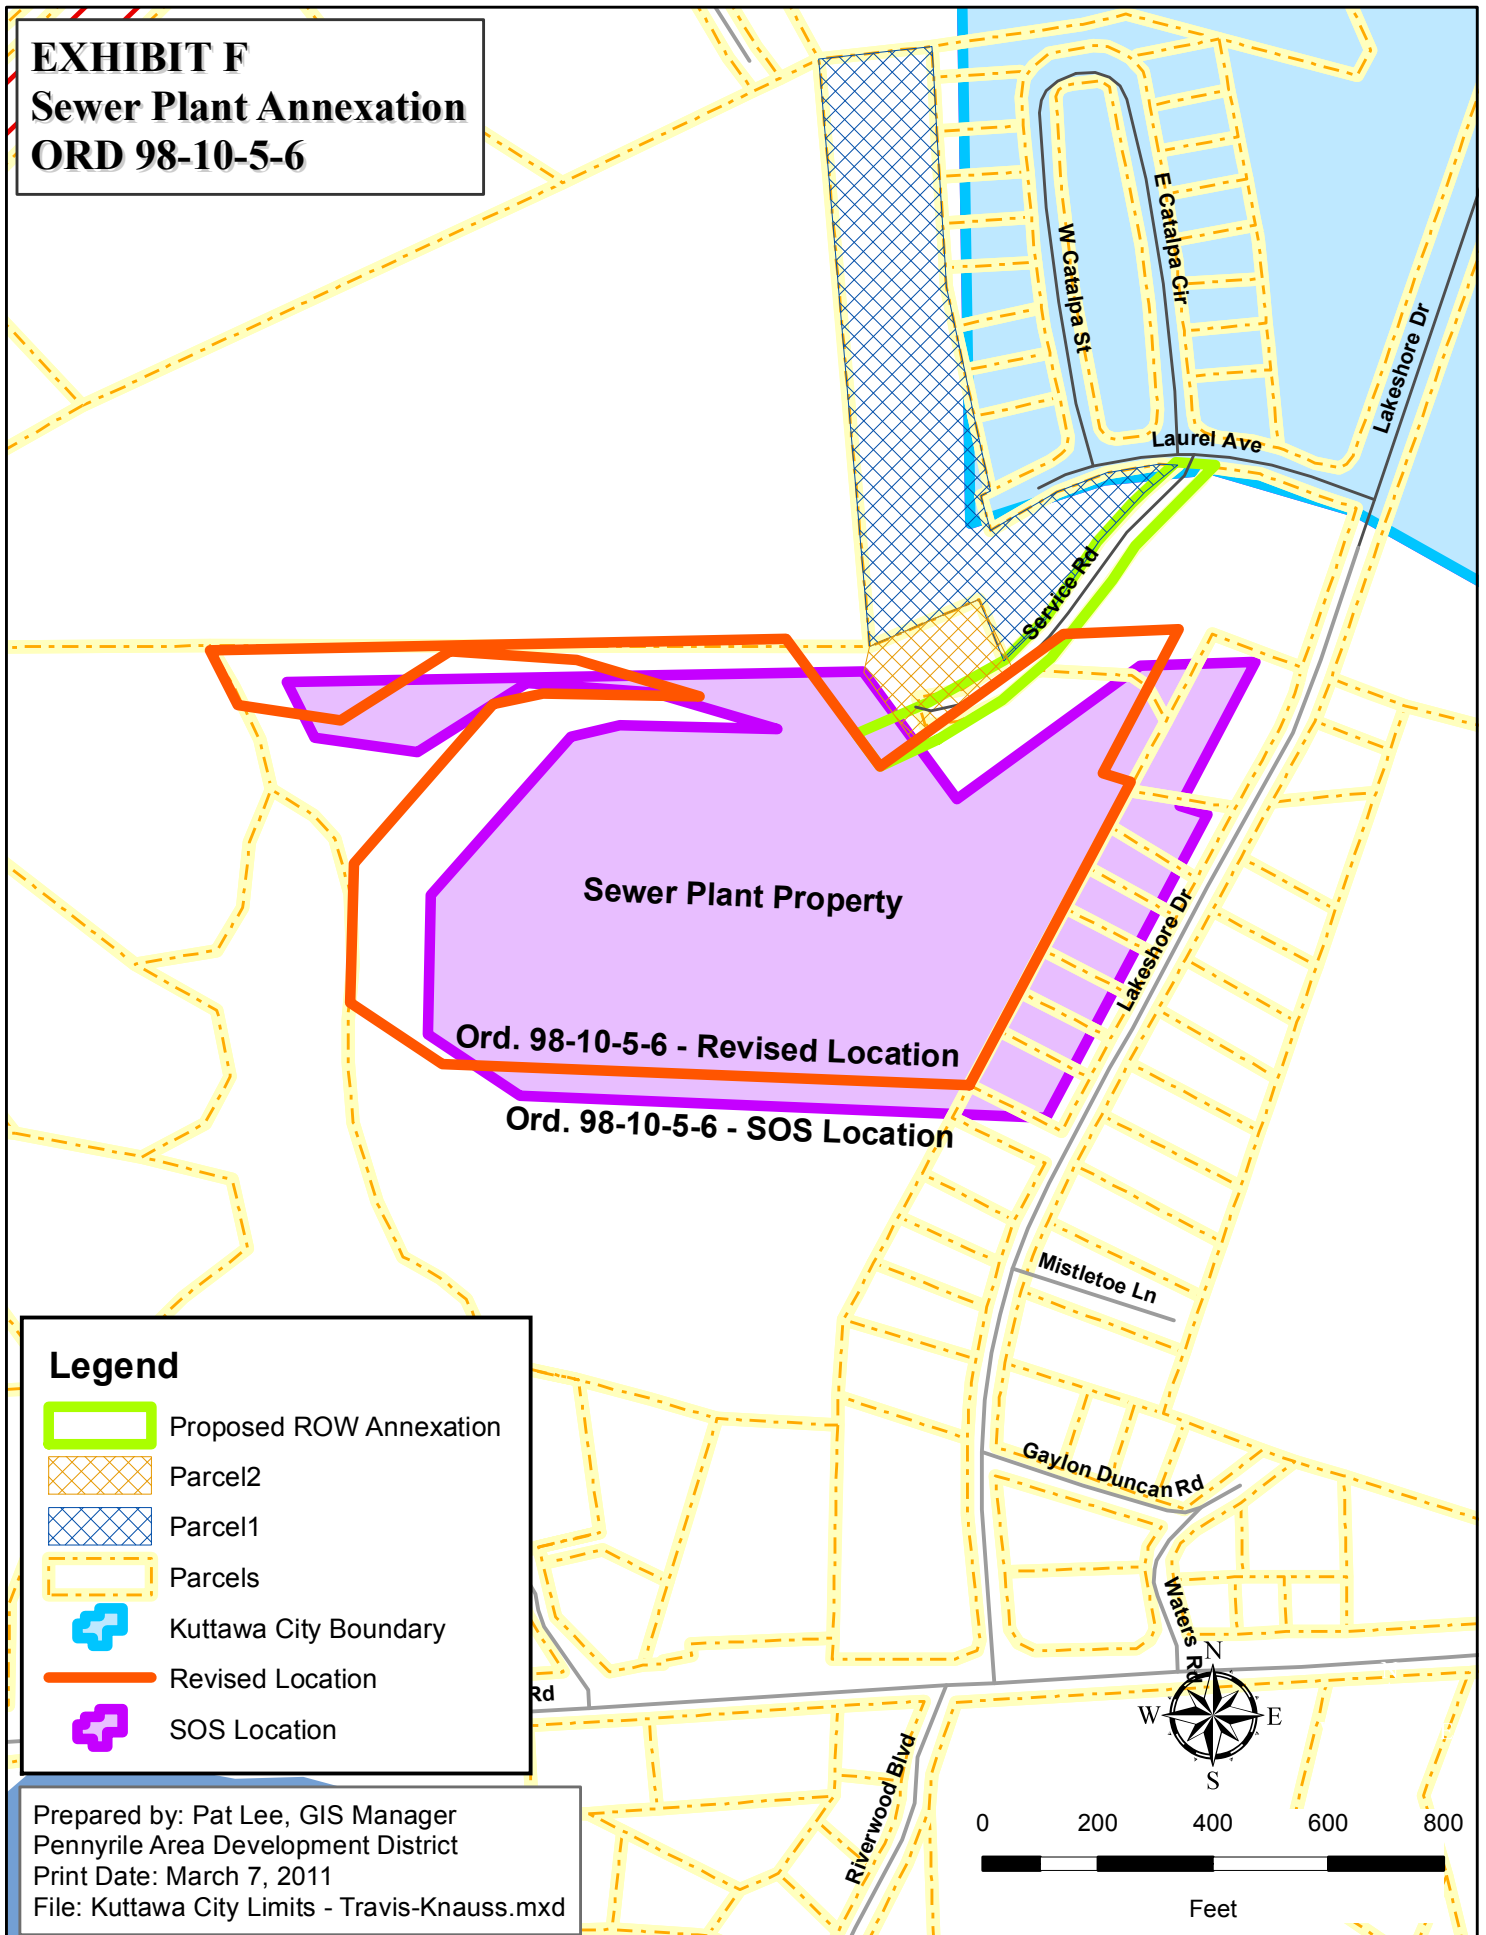 EXHIBIT F
Sewer Plant Annexation
ORD 98-10-5-6
E Catalpa Cir
W Catalpa St
Lakeshore Dr
Laurel Ave
Service Rd
Sewer Plant Property
Lakeshore Dr
Ord. 98-10-5-6 - Revised Location
Ord. 98-10-5-6 - SOS Location
Mistletoe Ln
Gaylon Duncan Rd
Waters Rd
Rd
Riverwood Blvd
Legend
Proposed ROW Annexation
Parcel2
Parcel1
Parcels
Kuttawa City Boundary
Revised Location
SOS Location
N
W
E
S
Prepared by: Pat Lee, GIS Manager
Pennyrile Area Development District
Print Date: March 7, 2011
File: Kuttawa City Limits - Travis-Knauss.mxd
0 200 400 600 800
Feet